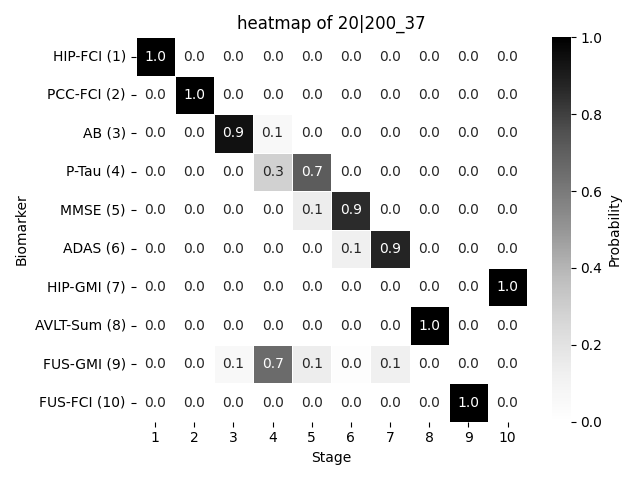 heatmap of 20|200_37
HIP-FCI (1) 1.0 0.0 0.0 0.0 0.0 0.0 0.0 0.0 0.0 0.0
PCC-FCI (2) 0.0 1.0 0.0 0.0 0.0 0.0 0.0 0.0 0.0 0.0
AB (3) 0.0 0.0 0.9 0.1 0.0 0.0 0.0 0.0 0.0 0.0
P-Tau (4) 0.0 0.0 0.0 0.3 0.7 0.0 0.0 0.0 0.0 0.0
MMSE (5) 0.0 0.0 0.0 0.0 0.1 0.9 0.0 0.0 0.0 0.0
ADAS (6) 0.0 0.0 0.0 0.0 0.0 0.1 0.9 0.0 0.0 0.0
HIP-GMI (7) 0.0 0.0 0.0 0.0 0.0 0.0 0.0 0.0 0.0 1.0
AVLT-Sum (8) 0.0 0.0 0.0 0.0 0.0 0.0 0.0 1.0 0.0 0.0
FUS-GMI (9) 0.0 0.0 0.1 0.7 0.1 0.0 0.1 0.0 0.0 0.0
FUS-FCI (10) 0.0 0.0 0.0 0.0 0.0 0.0 0.0 0.0 1.0 0.0
1 2 3 4 5 6 7 8 9 10
Stage
Biomarker
1.0
0.8
0.6
0.4
0.2
0.0
Probability